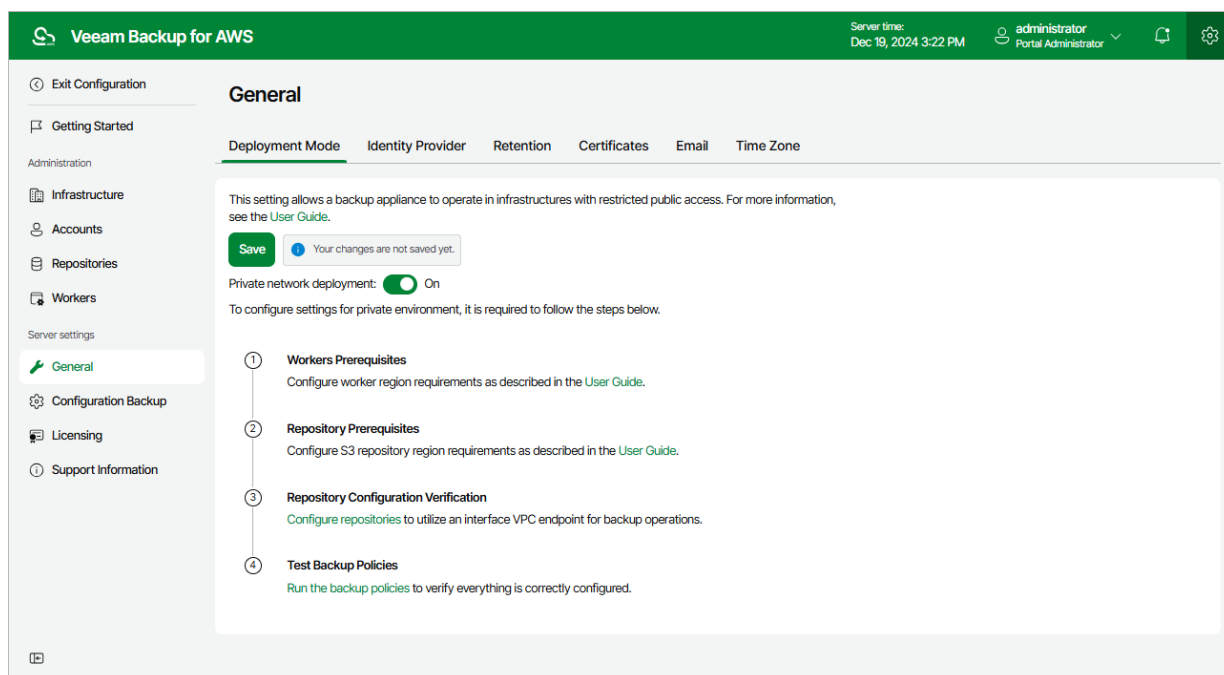 Veeam Backup for AWS
Server time:
Dec 19, 2024 3:22 PM
administrator
Portal Administrator
Exit Configuration
Getting Started
Administration
Infrastructure
Accounts
Repositories
Workers
Server settings
General
Configuration Backup
Licensing
Support Information
General
Deployment Mode
Identity Provider
Retention
Certificates
Email
Time Zone
This setting allows a backup appliance to operate in infrastructures with restricted public access. For more information,
see the User Guide.
Save
Your changes are not saved yet.
Private network deployment: On
To configure settings for private environment, it is required to follow the steps below.
1 Workers Prerequisites
Configure worker region requirements as described in the User Guide.
2 Repository Prerequisites
Configure S3 repository region requirements as described in the User Guide.
3 Repository Configuration Verification
Configure repositories to utilize an interface VPC endpoint for backup operations.
4 Test Backup Policies
Run the backup policies to verify everything is correctly configured.